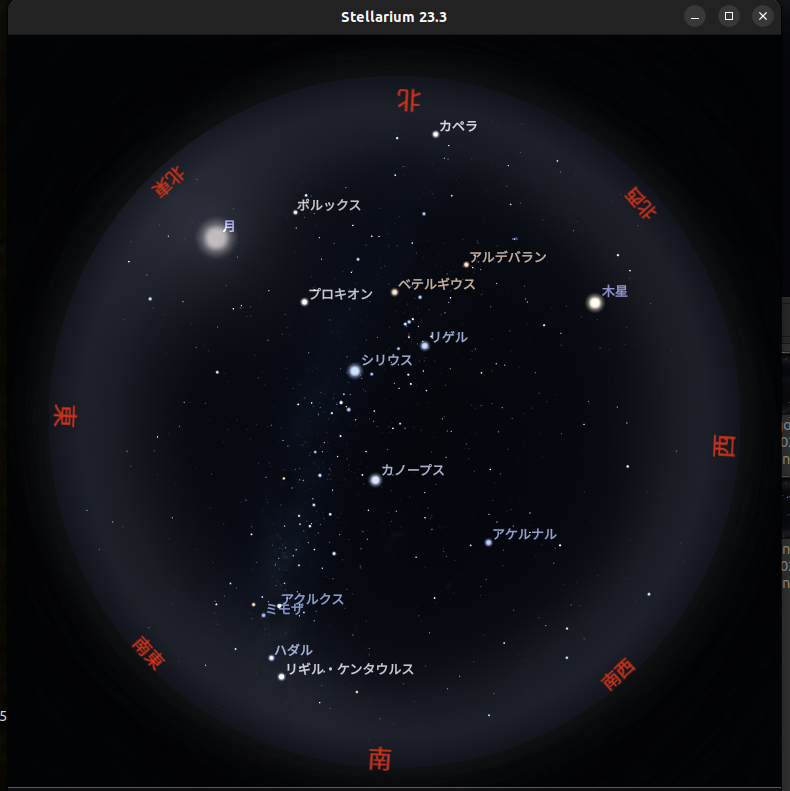 Stellarium 23.3
北
カペラ
北東
北西
ポルックス
月
アルデバラン
ベテルギウス
木星
プロキオン
リゲル
シリウス
東
西
カノープス
アケルナル
アクルクス
ミモザ
ハダル
南東
リギル・ケンタウルス
南西
5
南